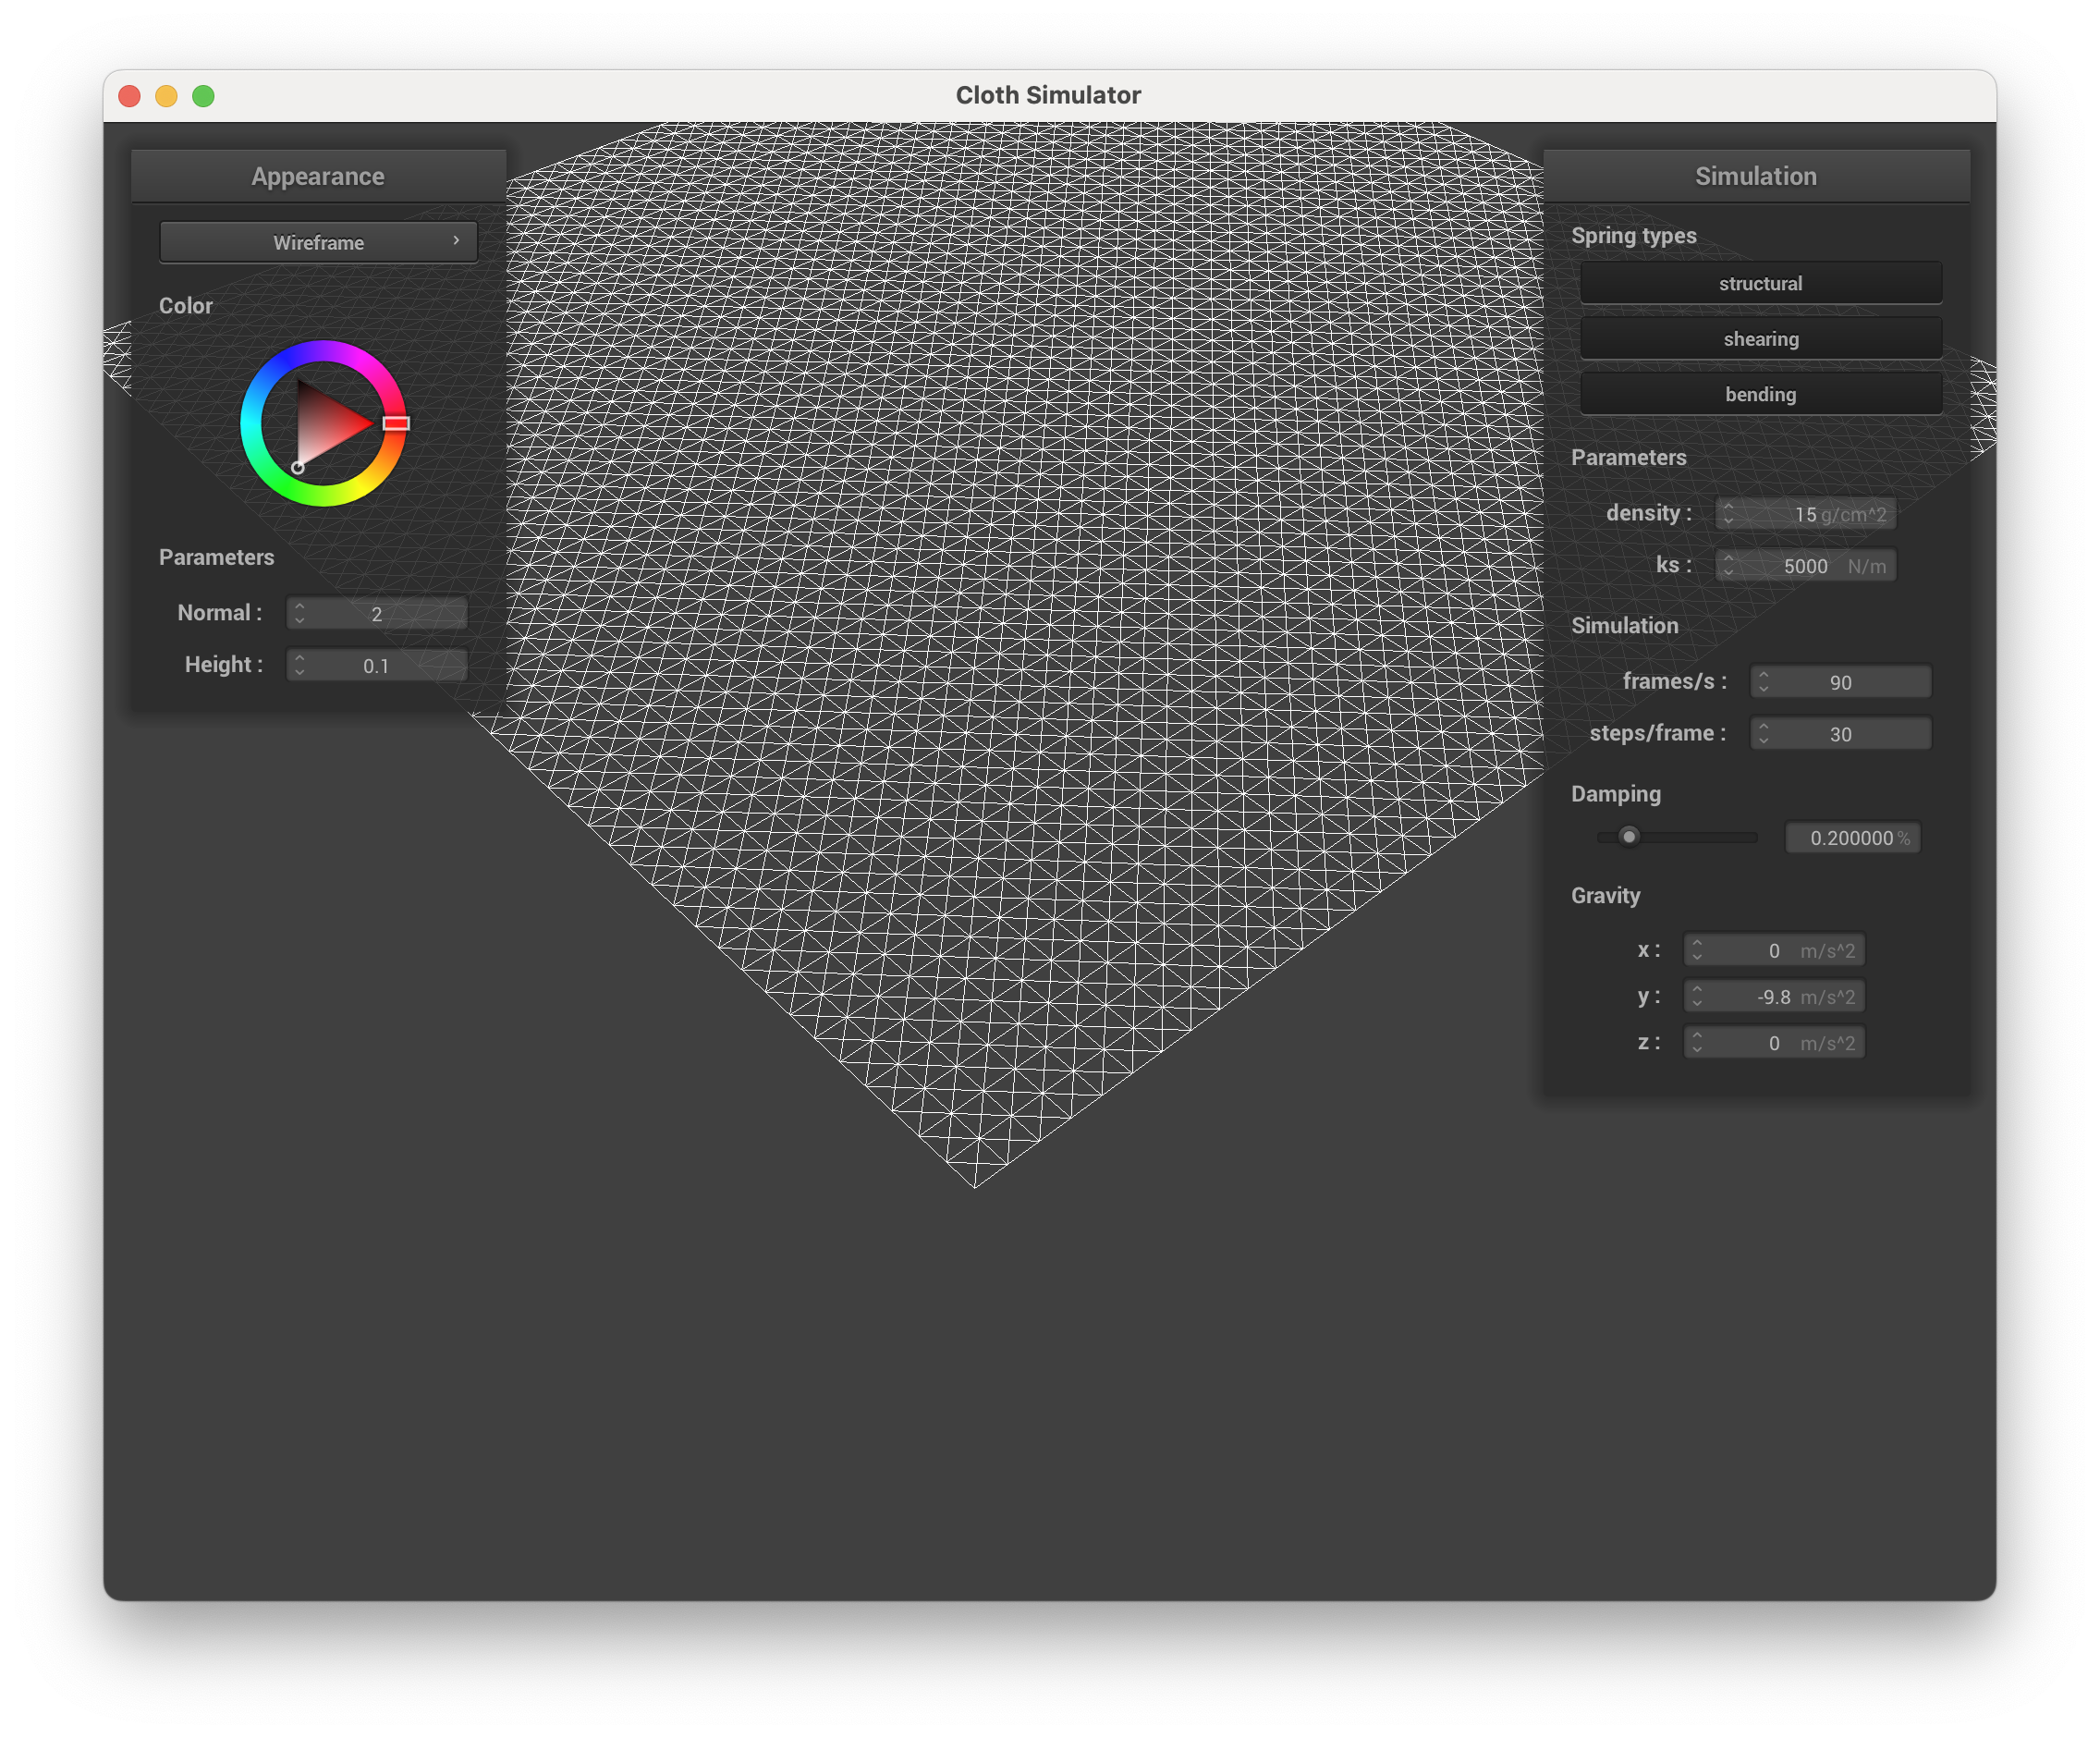 Cloth Simulator
Appearance
Wireframe
Color
Parameters
Normal : 2
Height : 0.1
Simulation
Spring types
structural
shearing
bending
Parameters
density : 15 g/cm^2
ks : 5000 N/m
Simulation
frames/s : 90
steps/frame : 30
Damping
0.200000 %
Gravity
x : 0 m/s^2
y : -9.8 m/s^2
z : 0 m/s^2